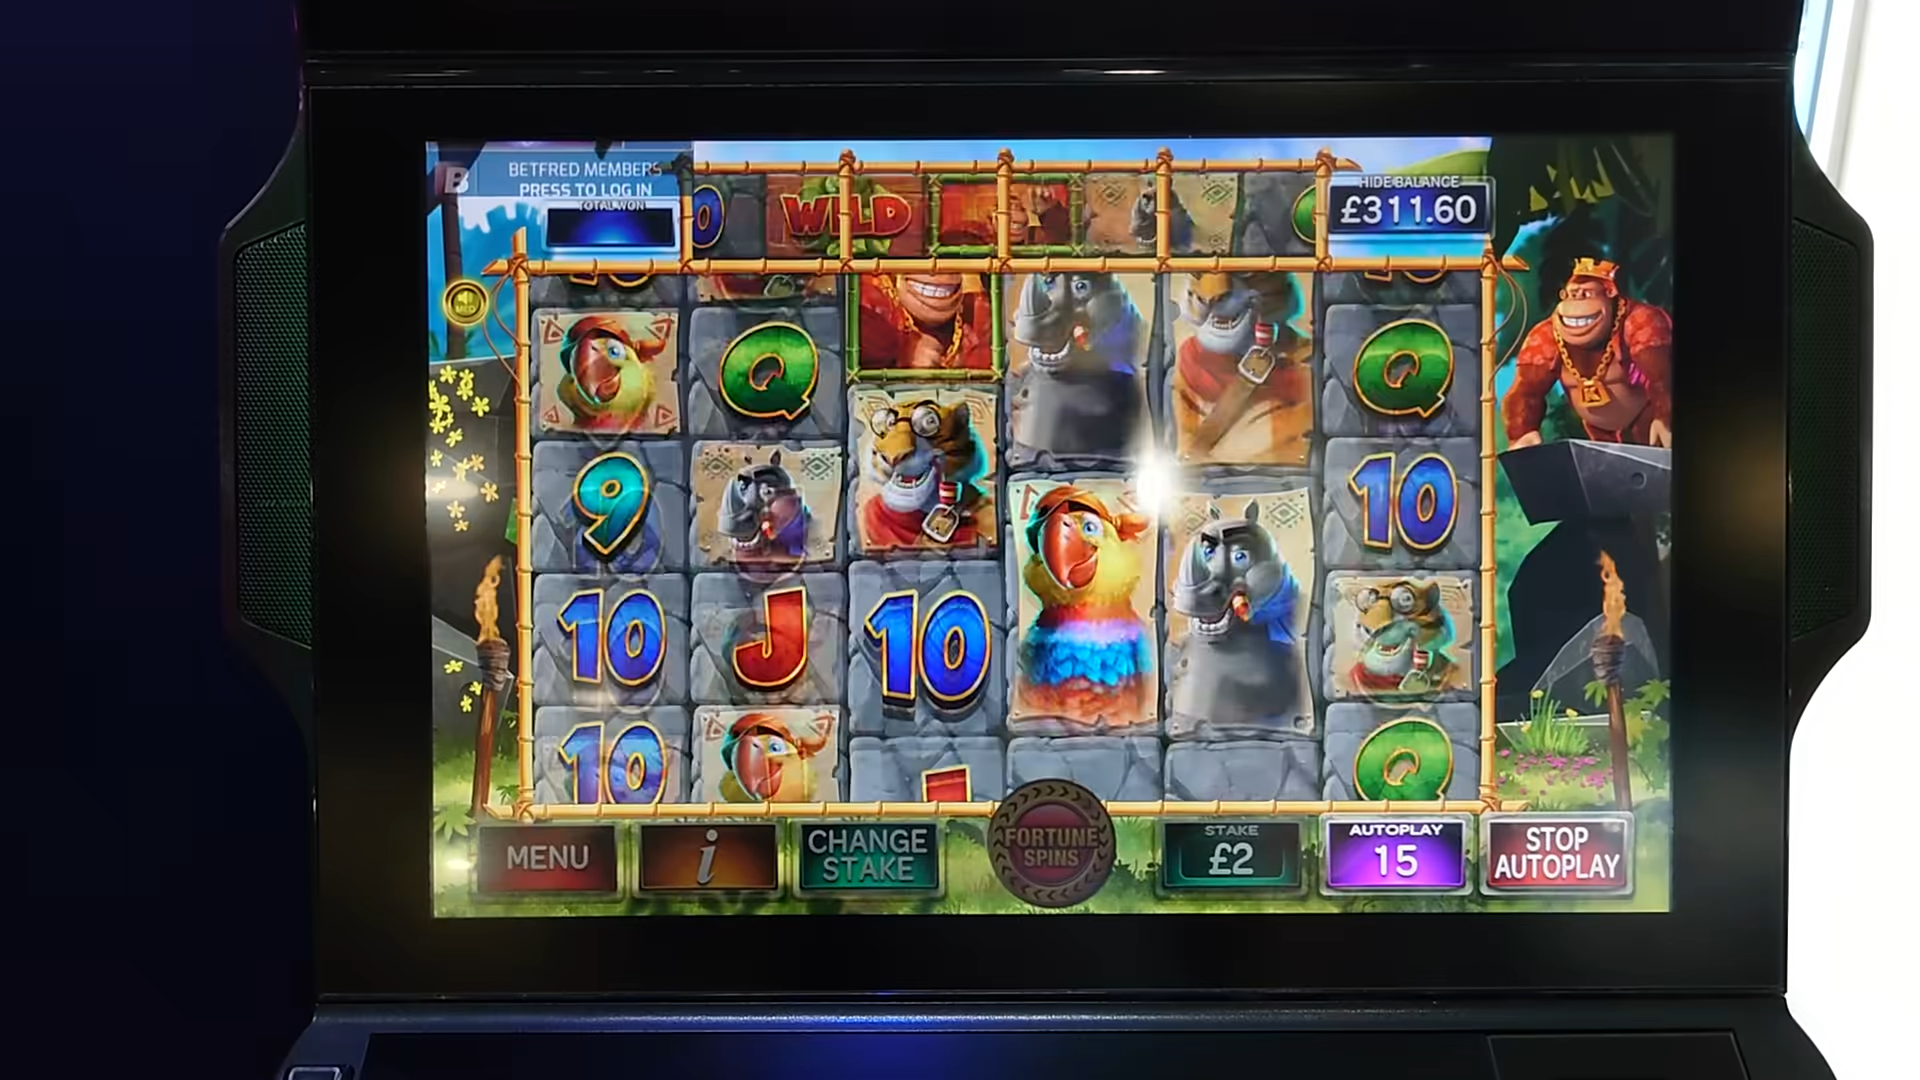 B
BETFRED MEMBERS
PRESS TO LOG IN
TOTAL WON
WILD
HIDE BALANCE
£311.60
MED
Q
Q
9
10
10
J
10
10
Q
K
MENU
i
CHANGE
STAKE
FORTUNE
SPINS
STAKE
£2
AUTOPLAY
15
STOP
AUTOPLAY